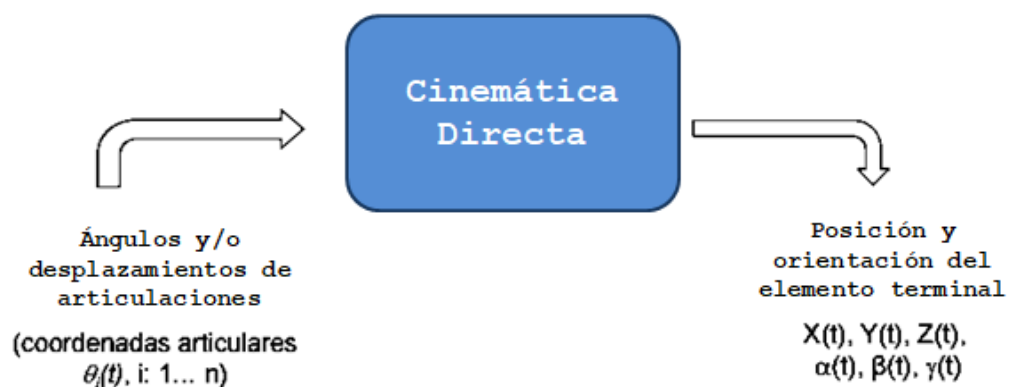 Cinemática
Directa
Ángulos y/o
desplazamientos de
articulaciones
(coordenadas articulares
θi(t), i: 1... n)
Posición y
orientación del
elemento terminal
X(t), Y(t), Z(t),
α(t), β(t), γ(t)